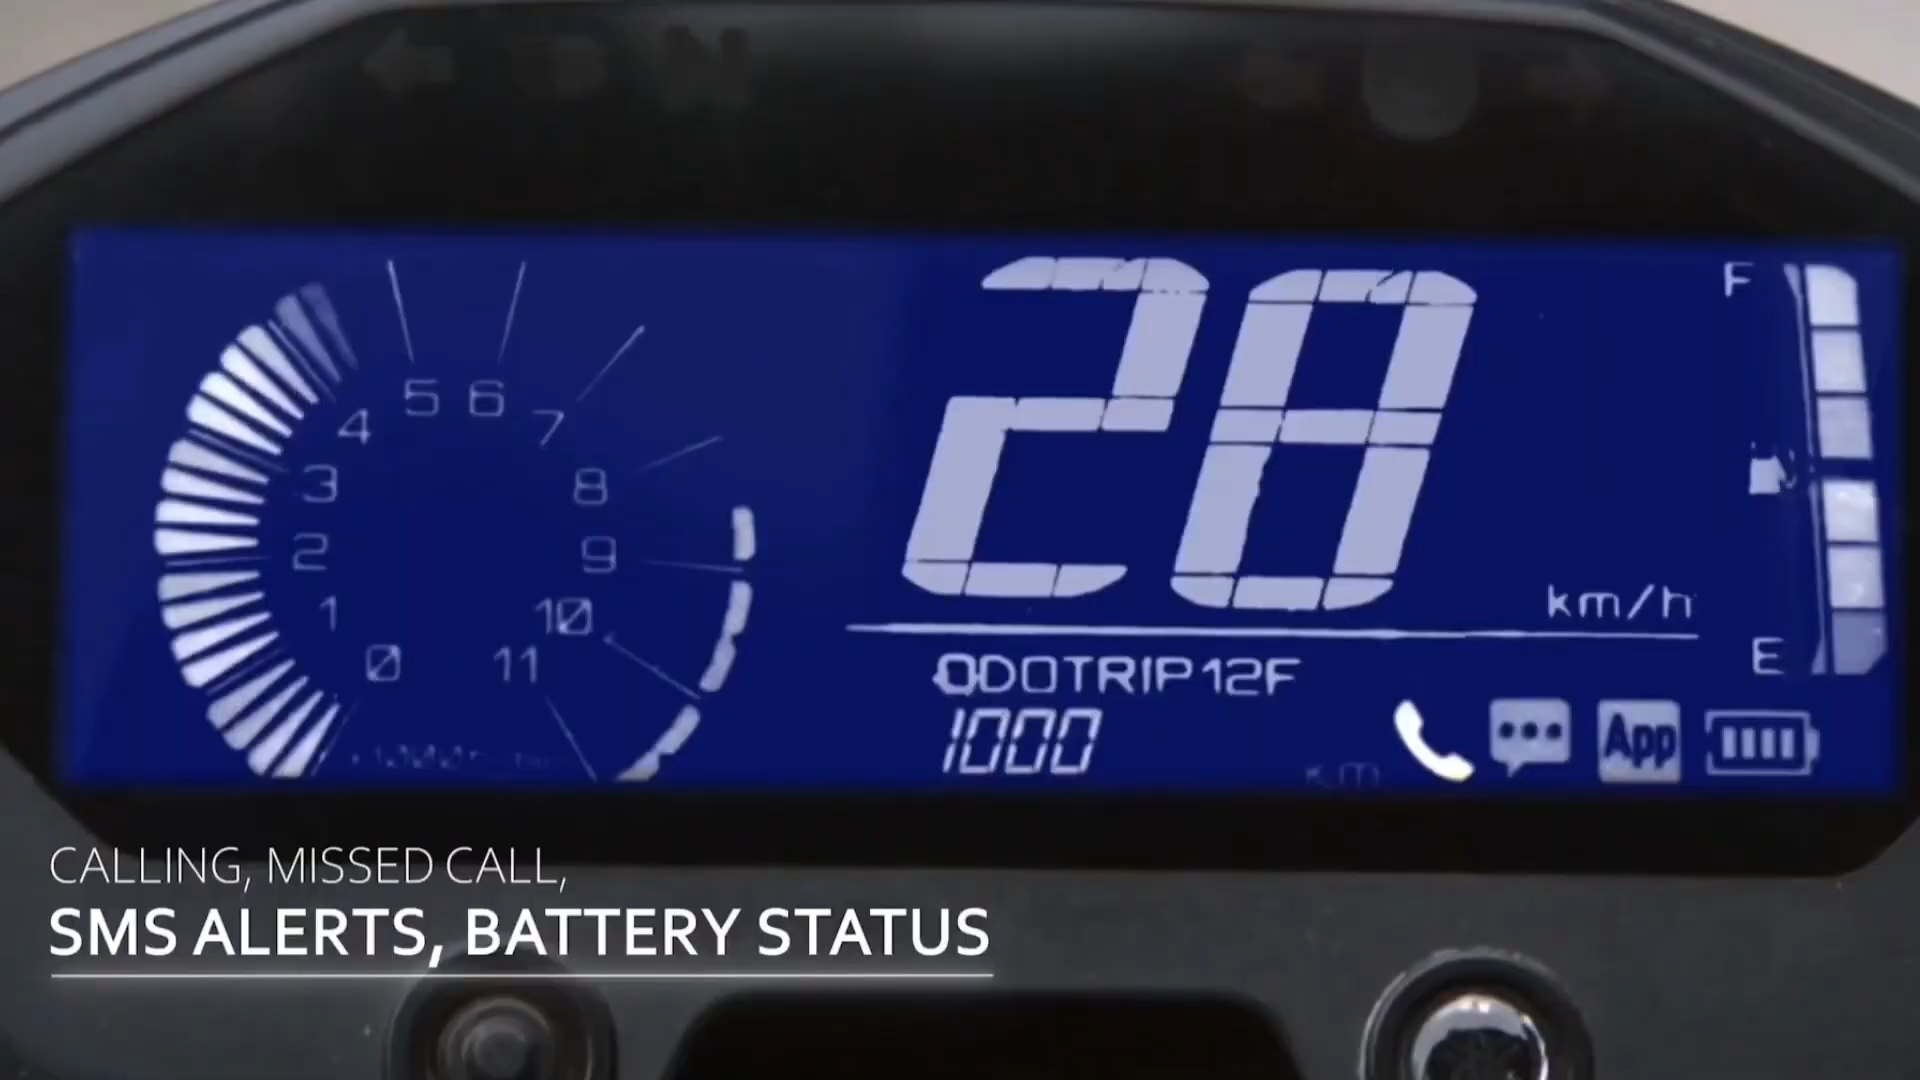 5 6
4 7
3 8
2 9
1 10
0 11
28
km/h
F
E
ODOTRIP12F
1000
km
App
CALLING, MISSED CALL,
SMS ALERTS, BATTERY STATUS